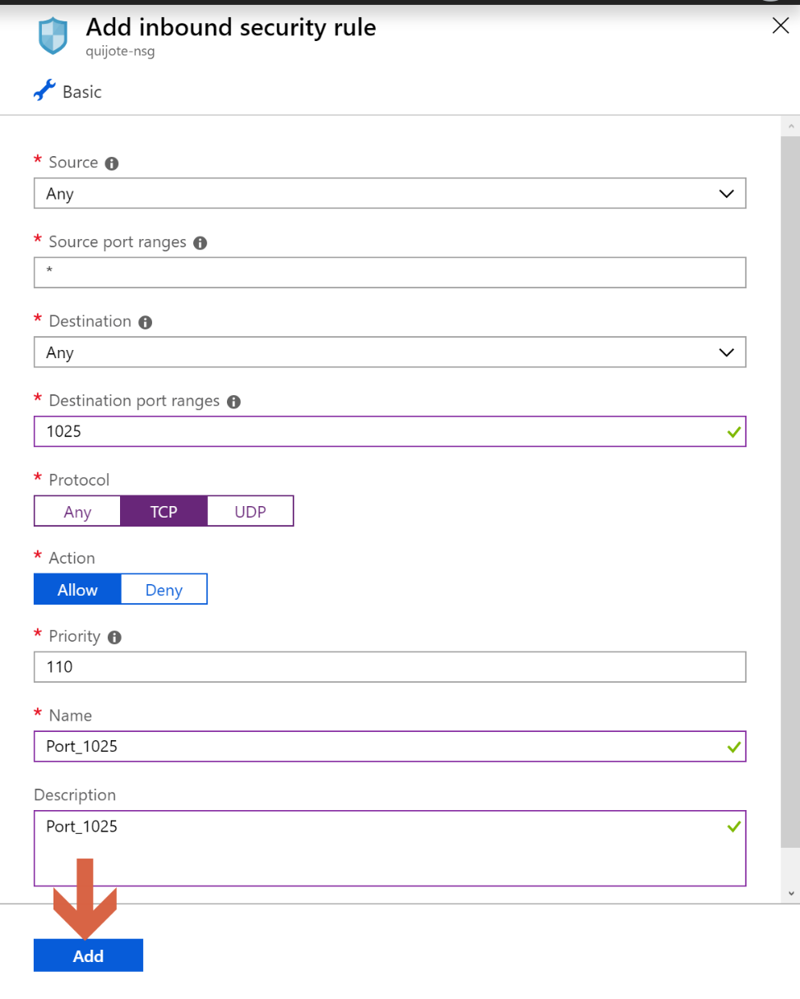 Add inbound security rule
quijote-nsg
Basic
* Source
Any
* Source port ranges
*
* Destination
Any
* Destination port ranges
1025
* Protocol
Any TCP UDP
* Action
Allow Deny
* Priority
110
* Name
Port_1025
Description
Port_1025
Add